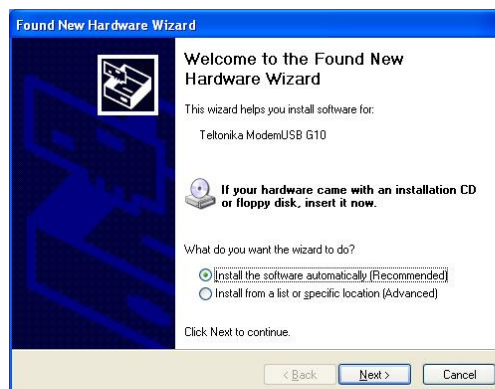 Found New Hardware Wizard
Welcome to the Found New
Hardware Wizard
This wizard helps you install software for:
Teltonika ModemUSB G10
If your hardware came with an installation CD
or floppy disk, insert it now.
What do you want the wizard to do?
Install the software automatically (Recommended)
Install from a list or specific location (Advanced)
Click Next to continue.
< Back Next > Cancel